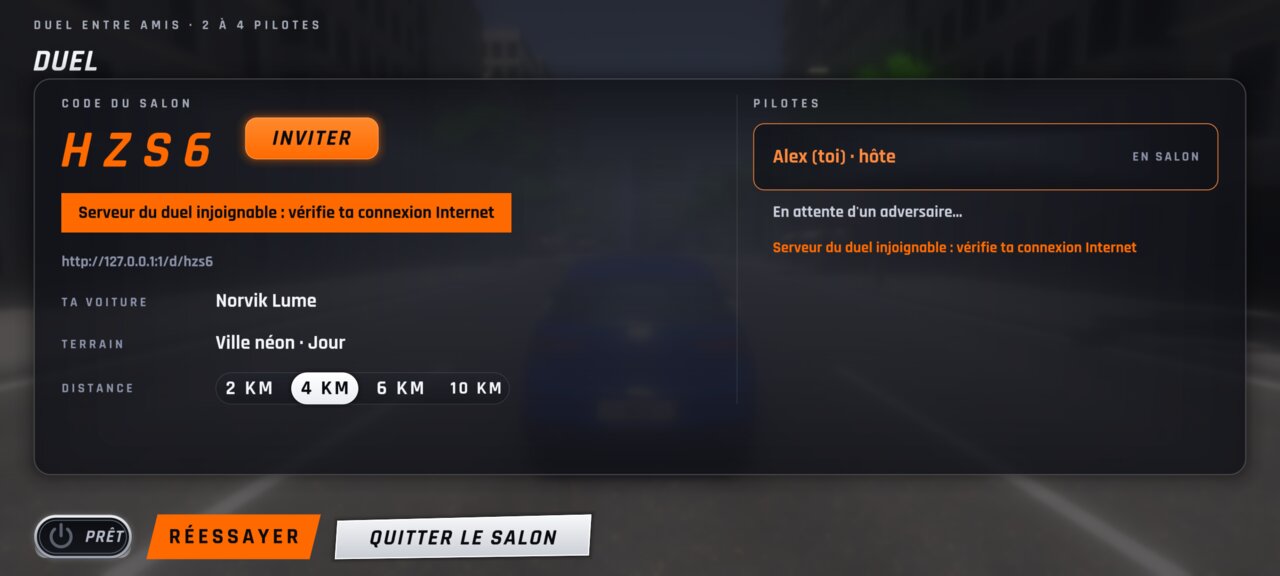 DUEL ENTRE AMIS · 2 À 4 PILOTES
DUEL
CODE DU SALON
HZS6
INVITER
Serveur du duel injoignable : vérifie ta connexion Internet
http://127.0.0.1:1/d/hzs6
TA VOITURE Norvik Lume
TERRAIN Ville néon · Jour
DISTANCE 2 KM 4 KM 6 KM 10 KM
PILOTES
Alex (toi) · hôte EN SALON
En attente d'un adversaire...
Serveur du duel injoignable : vérifie ta connexion Internet
PRÊT RÉESSAYER QUITTER LE SALON